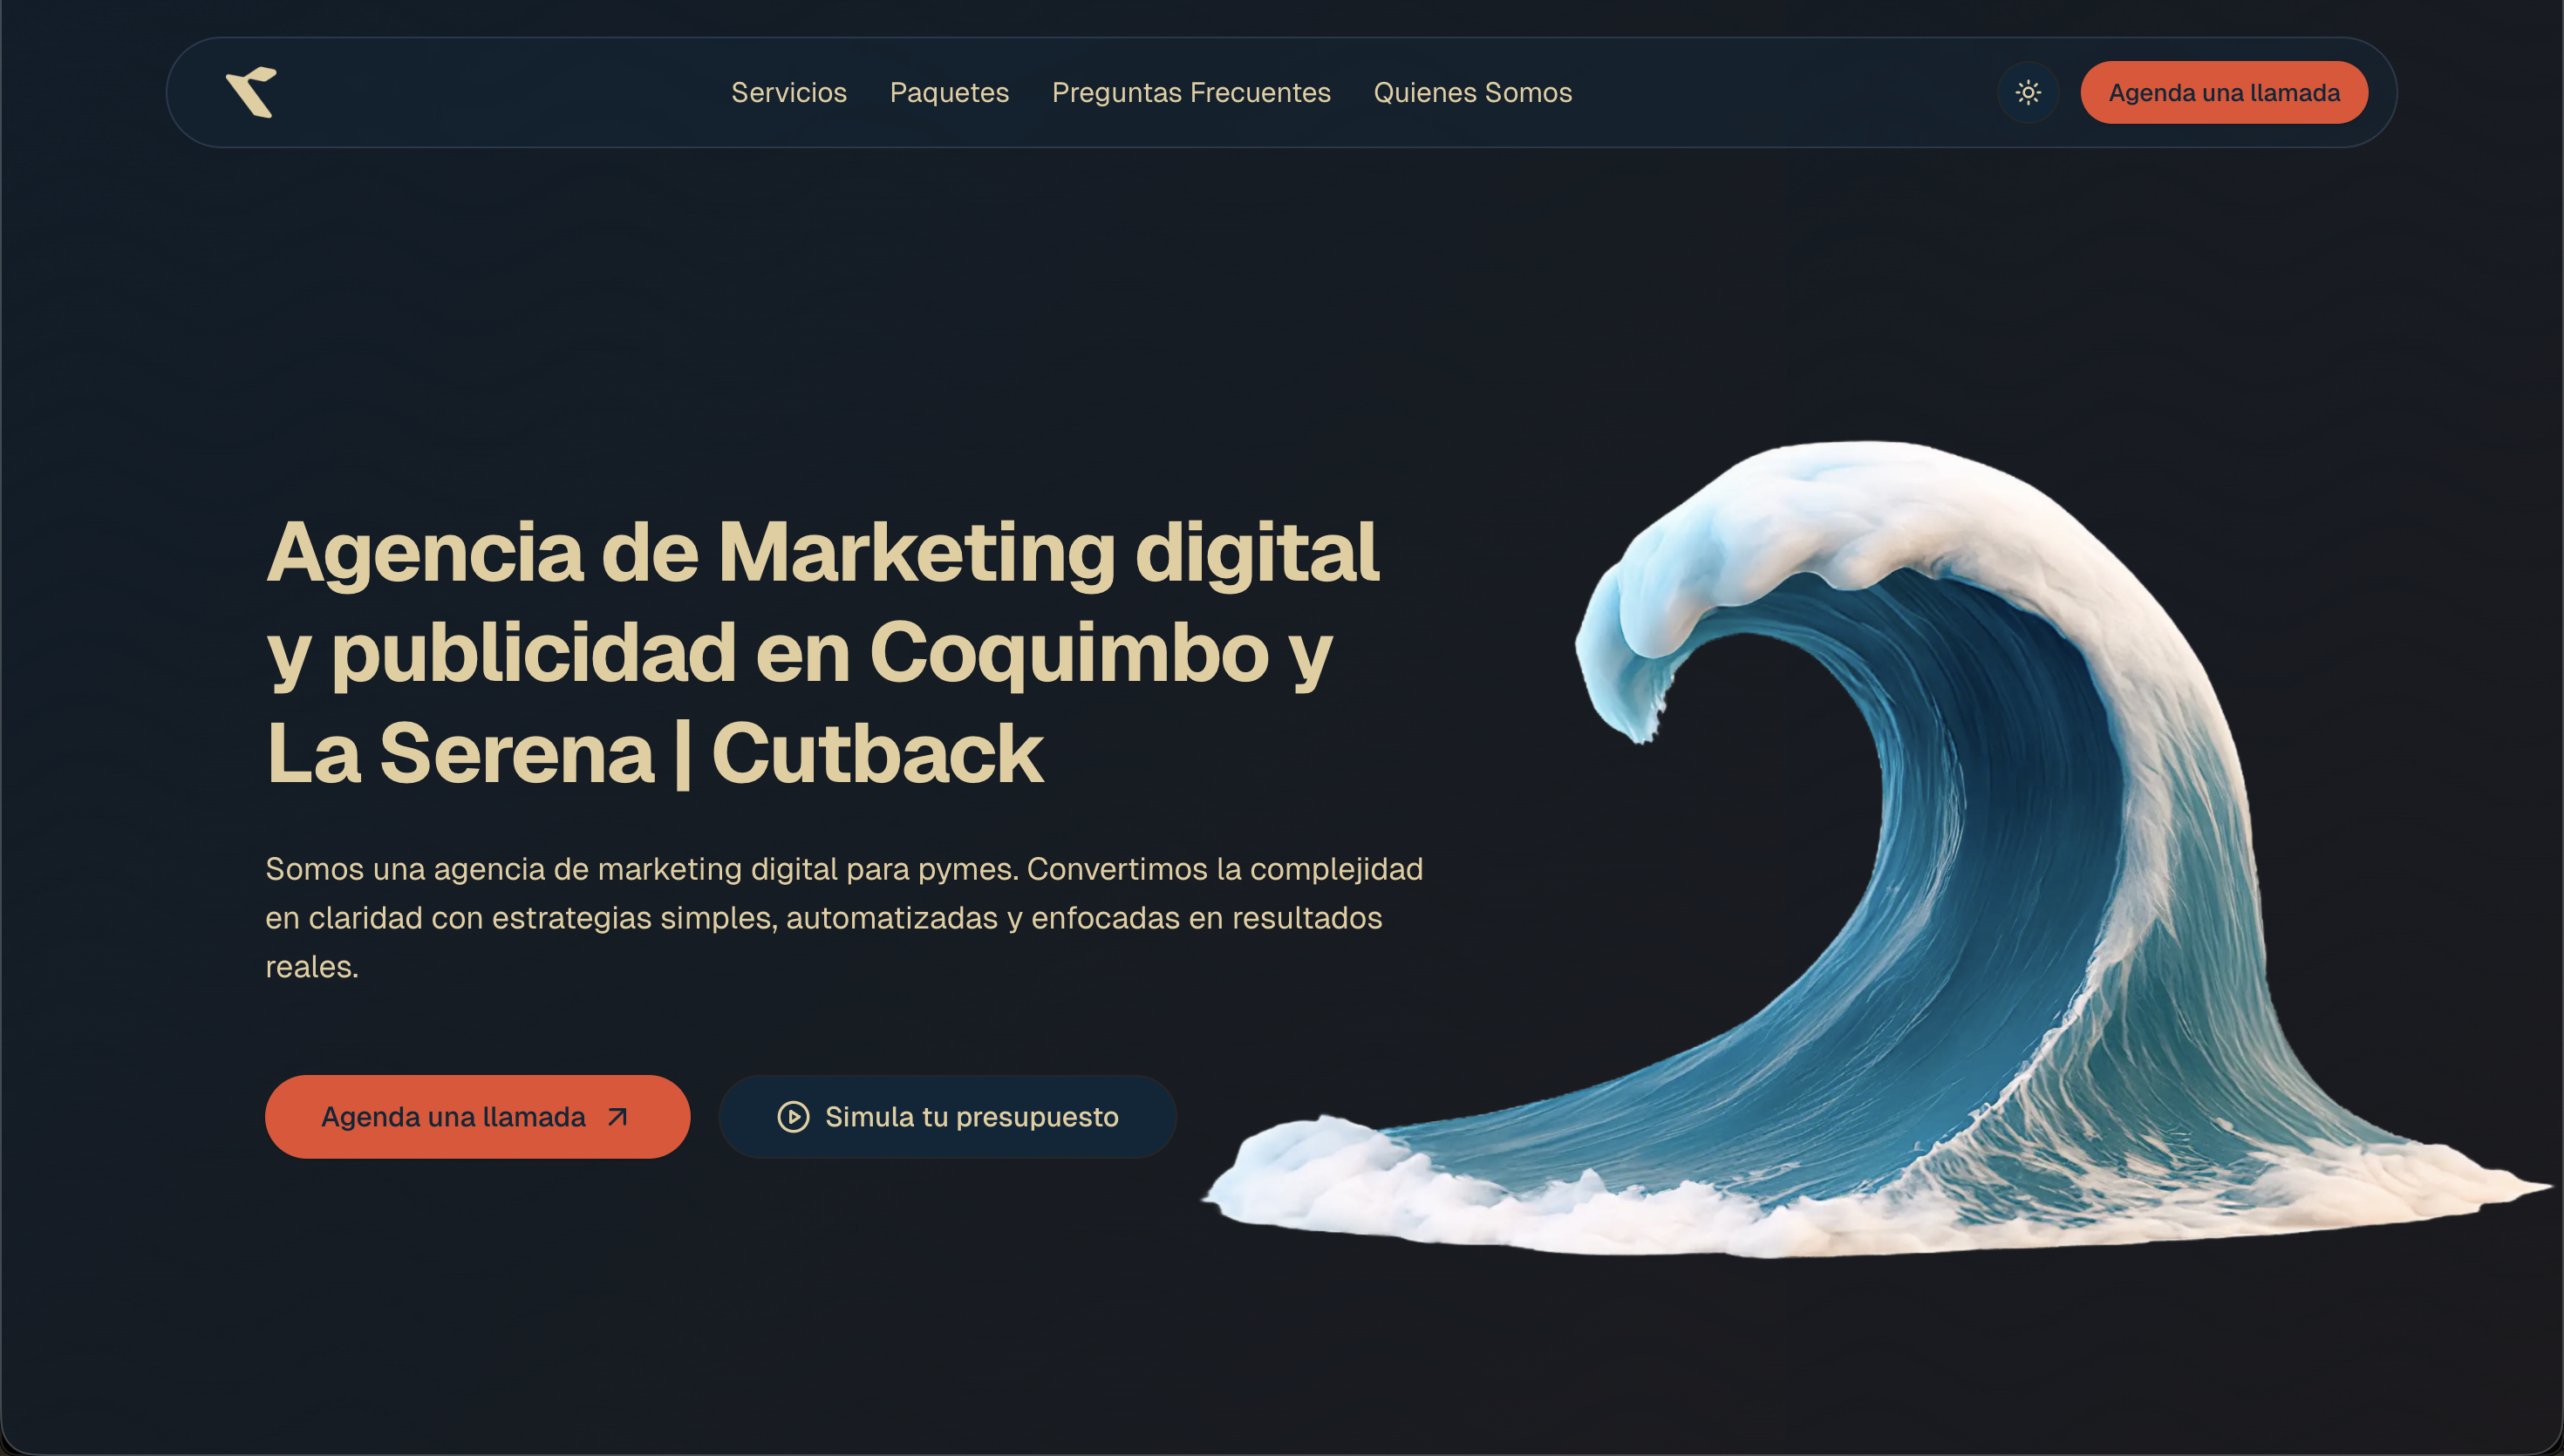 Servicios
Paquetes
Preguntas Frecuentes
Quienes Somos
Agenda una llamada
Agencia de Marketing digital
y publicidad en Coquimbo y
La Serena | Cutback
Somos una agencia de marketing digital para pymes. Convertimos la complejidad
en claridad con estrategias simples, automatizadas y enfocadas en resultados
reales.
Agenda una llamada
Simula tu presupuesto